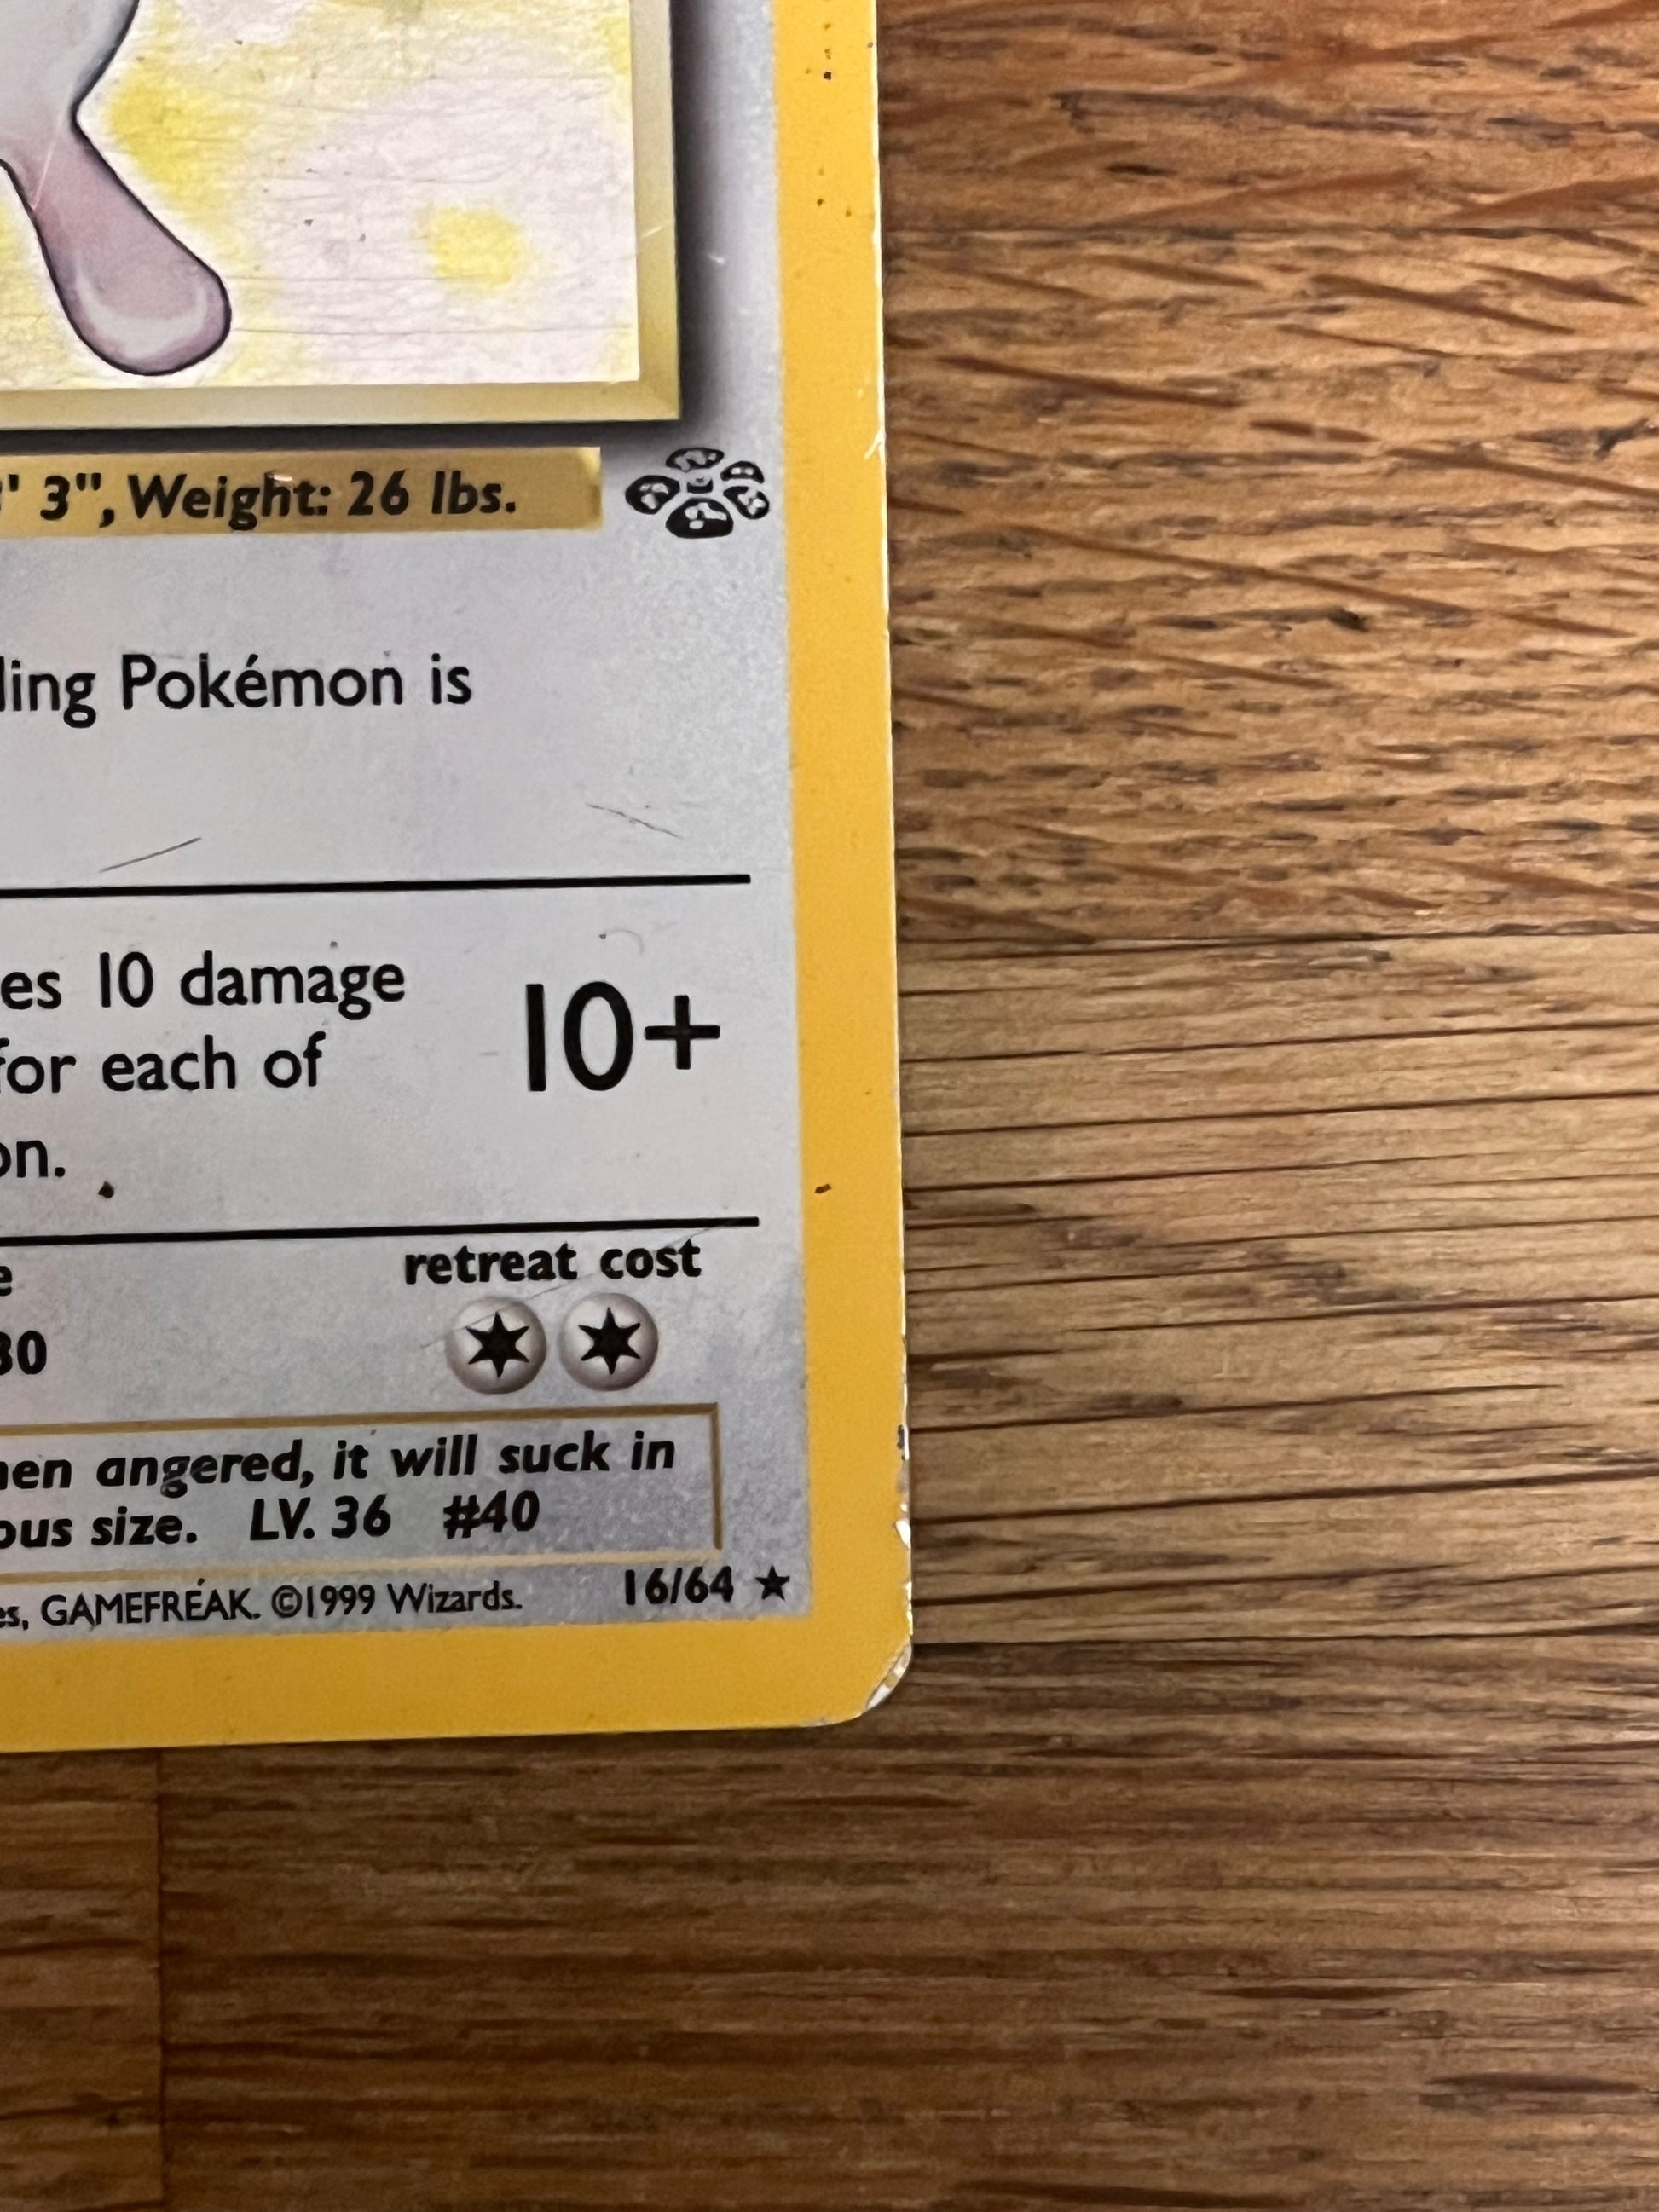 ' 3", Weight: 26 lbs.
ling Pokémon is
es 10 damage
for each of
on.
10+
e
retreat cost
30
en angered, it will suck in
ous size. LV. 36 #40
es, GAMEFREAK. ©1999 Wizards.
16/64 ★